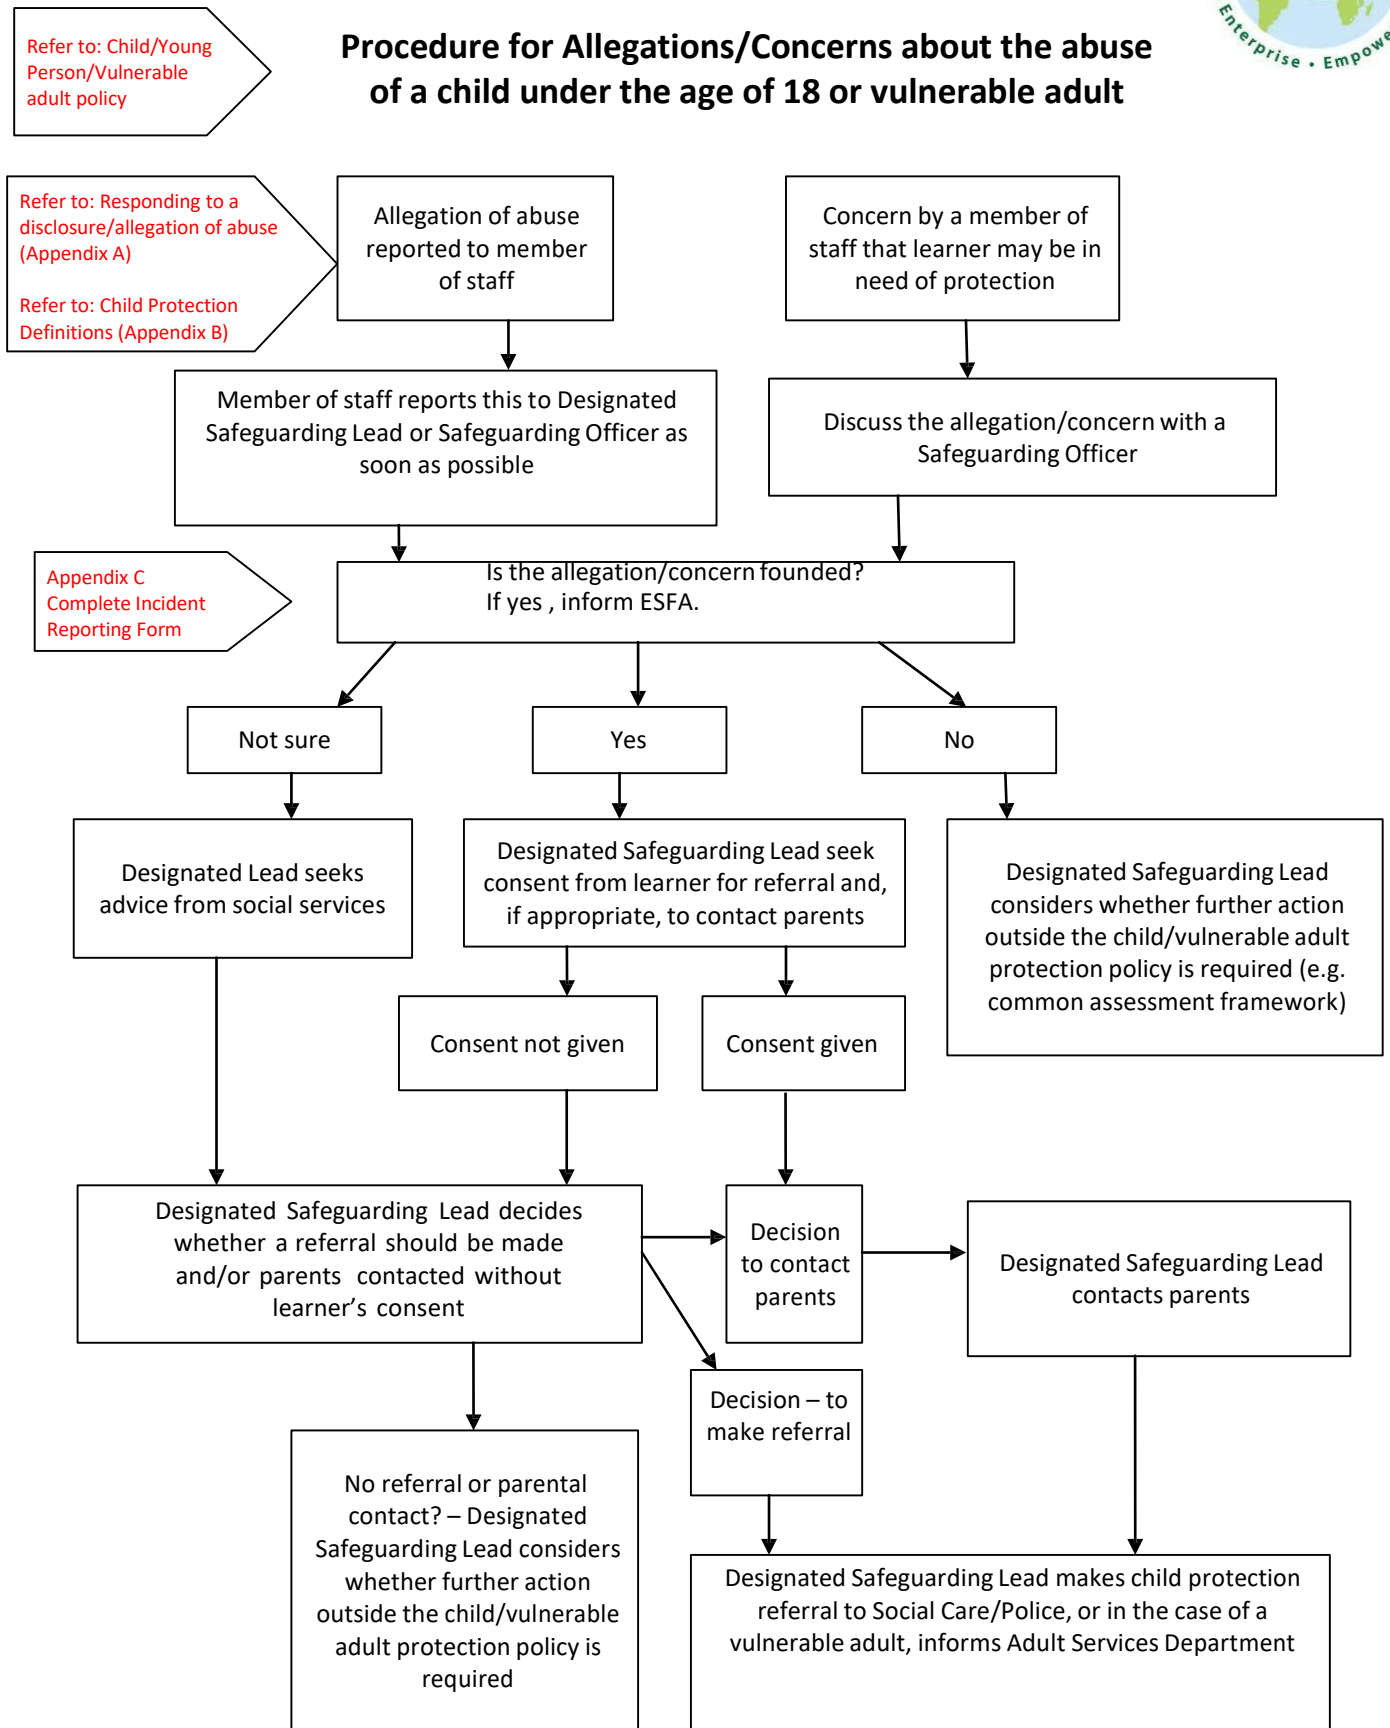 Enterprise • Empowe
Refer to: Child/Young
Person/Vulnerable
adult policy
Procedure for Allegations/Concerns about the abuse
of a child under the age of 18 or vulnerable adult
Refer to: Responding to a
disclosure/allegation of abuse
(Appendix A)
Refer to: Child Protection
Definitions (Appendix B)
Allegation of abuse
reported to member
of staff
Concern by a member of
staff that learner may be in
need of protection
Member of staff reports this to Designated
Safeguarding Lead or Safeguarding Officer as
soon as possible
Discuss the allegation/concern with a
Safeguarding Officer
Appendix C
Complete Incident
Reporting Form
Is the allegation/concern founded?
If yes , inform ESFA.
Not sure
Yes
No
Designated Lead seeks
advice from social services
Designated Safeguarding Lead seek
consent from learner for referral and,
if appropriate, to contact parents
Designated Safeguarding Lead
considers whether further action
outside the child/vulnerable adult
protection policy is required (e.g.
common assessment framework)
Consent not given
Consent given
Designated Safeguarding Lead decides
whether a referral should be made
and/or parents contacted without
learner’s consent
Decision
to contact
parents
Designated Safeguarding Lead
contacts parents
Decision – to
make referral
No referral or parental
contact? – Designated
Safeguarding Lead considers
whether further action
outside the child/vulnerable
adult protection policy is
required
Designated Safeguarding Lead makes child protection
referral to Social Care/Police, or in the case of a
vulnerable adult, informs Adult Services Department